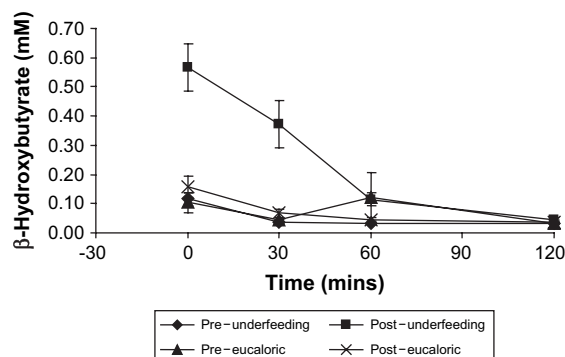 β-Hydroxybutyrate (mM)
0.70
0.60
0.50
0.40
0.30
0.20
0.10
0.00
-30 0 30 60 90 120
Time (mins)
Pre–underfeeding Post–underfeeding
Pre–eucaloric Post–eucaloric